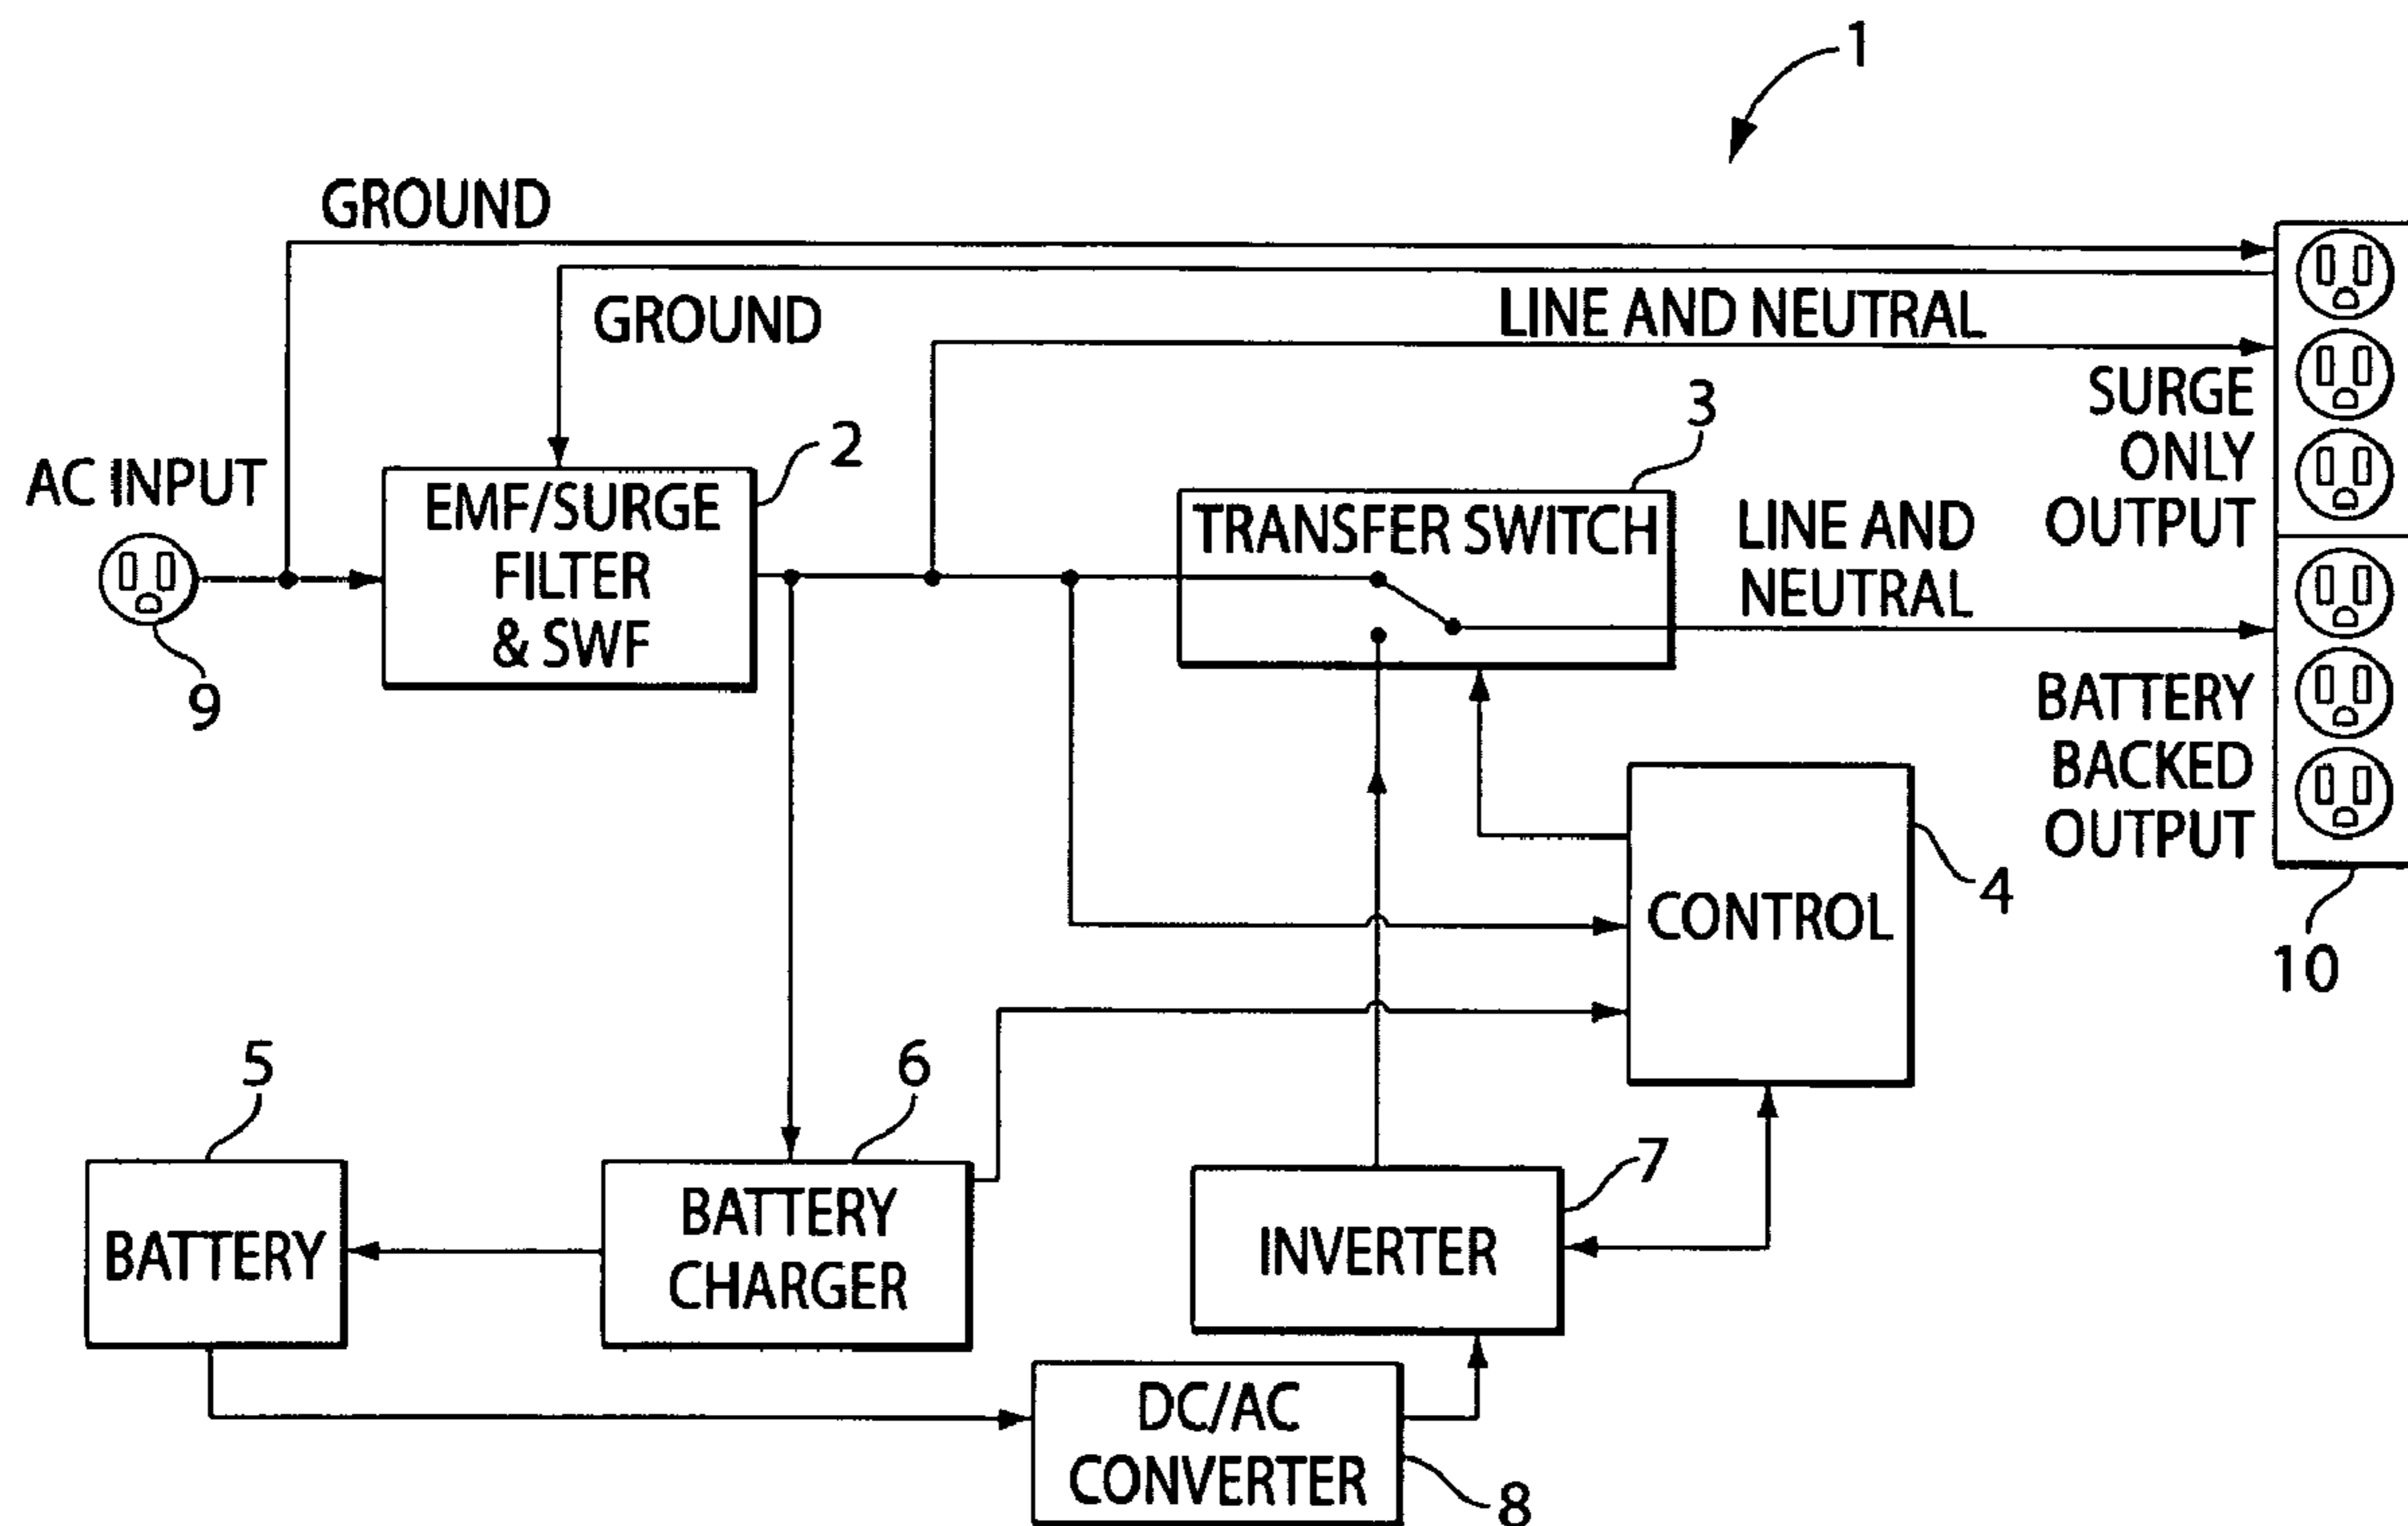 1
GROUND
GROUND
LINE AND NEUTRAL
SURGE
ONLY
OUTPUT
2
3
AC INPUT
9
EMF/SURGE
FILTER
& SWF
TRANSFER SWITCH
LINE AND
NEUTRAL
BATTERY
BACKED
OUTPUT
10
CONTROL
4
5
6
7
BATTERY
BATTERY
CHARGER
INVERTER
DC/AC
CONVERTER
8